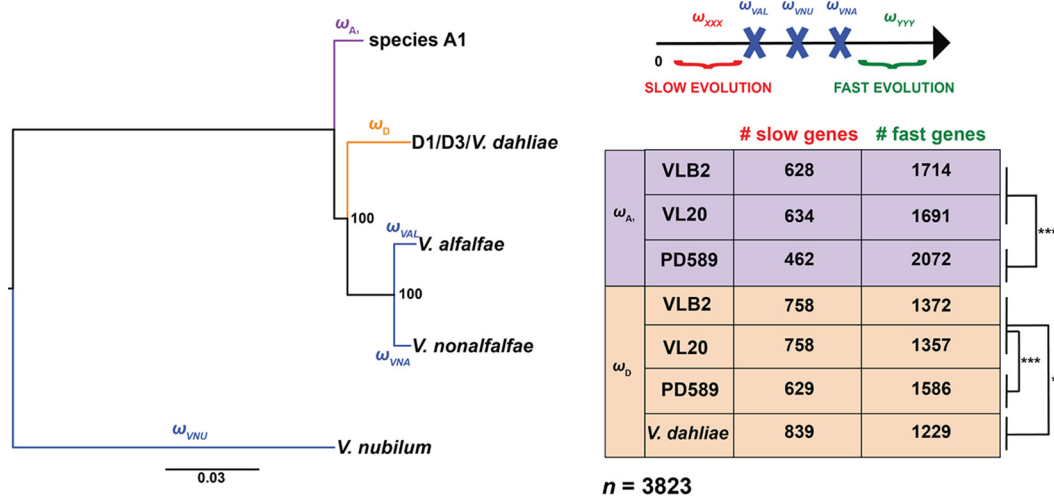 ωA1
species A1
ωD
D1/D3/V. dahliae
100
ωVAL
V. alfalfae
100
V. nonalfalfae
ωVNA
ωVNU
V. nubilum
0.03
ωXXX ωVAL ωVNU ωVNA ωYYY
0
SLOW EVOLUTION FAST EVOLUTION
# slow genes # fast genes
VLB2 628 1714
ωA1 VL20 634 1691
***
PD589 462 2072
VLB2 758 1372
VL20 758 1357
***
ωD
PD589 629 1586
V. dahliae 839 1229
n = 3823